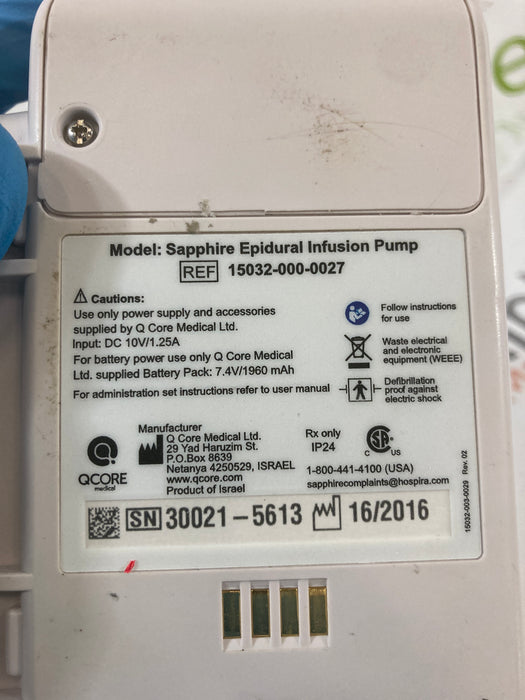 Model: Sapphire Epidural Infusion Pump
REF 15032-000-0027
Cautions:
Use only power supply and accessories
supplied by Q Core Medical Ltd.
Input: DC 10V/1.25A
For battery power use only Q Core Medical
Ltd. supplied Battery Pack: 7.4V/1960 mAh
For administration set instructions refer to user manual
Follow instructions
for use
Waste electrical
and electronic
equipment (WEEE)
Defibrillation
proof against
electric shock
QCORE
medical
Manufacturer
Q Core Medical Ltd.
29 Yad Haruzim St.
P.O.Box 8639
Netanya 4250529, ISRAEL
www.qcore.com
Product of Israel
Rx only
IP24
C SA US
1-800-441-4100 (USA)
sapphirecomplaints@hospira.com
SN 30021-5613 16/2016
15032-003-0029 Rev. 02